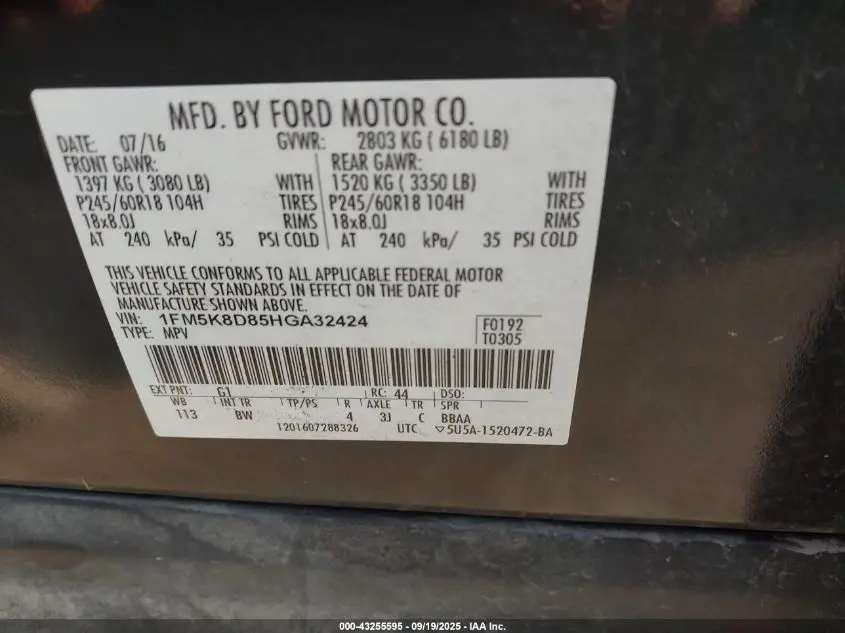 MFD. BY FORD MOTOR CO.
DATE: 07/16 GVWR: 2803 KG ( 6180 LB)
FRONT GAWR: REAR GAWR:
1397 KG ( 3080 LB) WITH 1520 KG ( 3350 LB) WITH
P245/60R18 104H TIRES P245/60R18 104H TIRES
18x8.0J RIMS 18x8.0J RIMS
AT 240 kPa/ 35 PSI COLD AT 240 kPa/ 35 PSI COLD
THIS VEHICLE CONFORMS TO ALL APPLICABLE FEDERAL MOTOR
VEHICLE SAFETY STANDARDS IN EFFECT ON THE DATE OF
MANUFACTURE SHOWN ABOVE.
VIN: 1FM5K8D85HGA32424 F0192
TYPE: MPV T0305
EXT PNT: G1 RC: 44 DSO:
WB INT TR TP/PS R AXLE TR SPR
113 BW 4 3J C BBAA
1201607288326 UTC ▽5U5A-1520472-BA
000-43255595 - 09/19/2025 - IAA Inc.